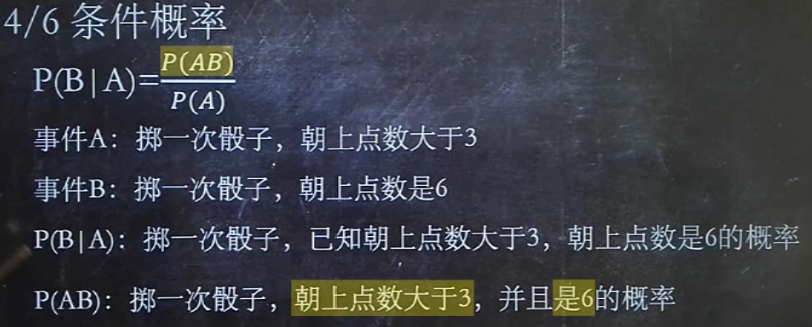 4/6 条件概率
P(B|A)=P(AB)/P(A)
事件A：掷一次骰子，朝上点数大于3
事件B：掷一次骰子，朝上点数是6
P(B|A)：掷一次骰子，已知朝上点数大于3，朝上点数是6的概率
P(AB)：掷一次骰子，朝上点数大于3，并且是6的概率